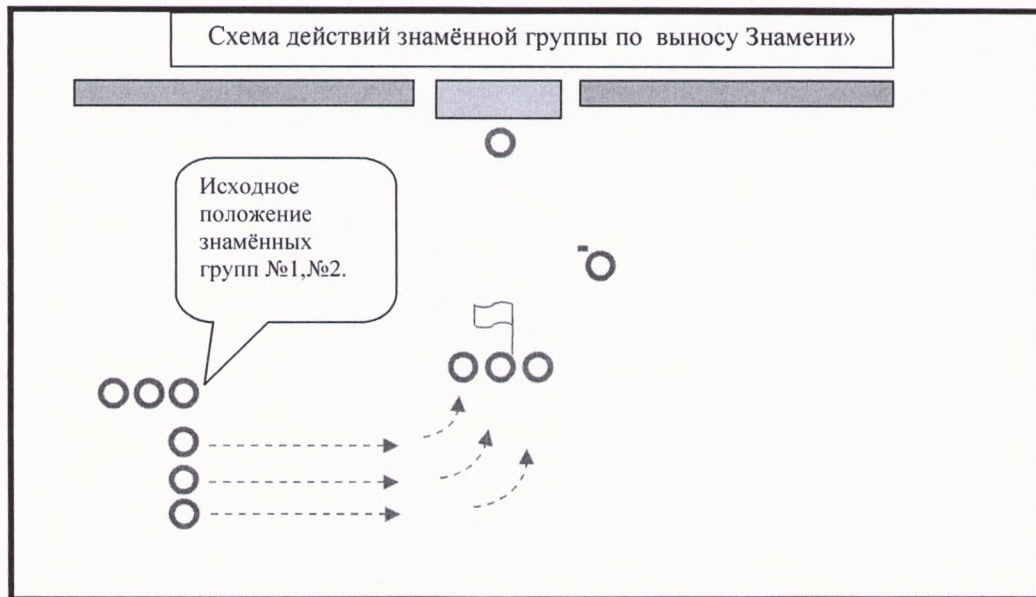 Схема действий знамённой группы по выносу Знамени»
Исходное
положение
знамённых
групп №1,№2.